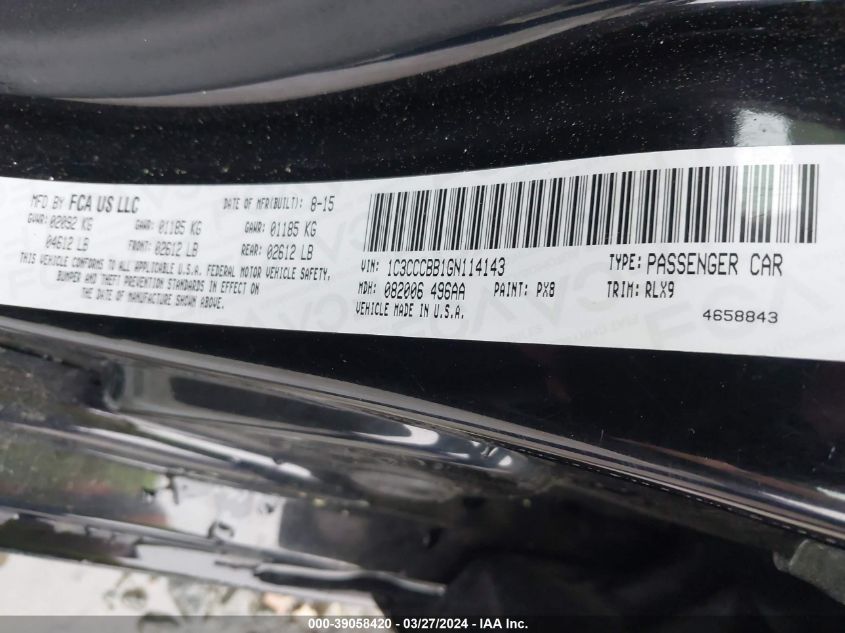 MFD BY FCA US LLC DATE OF MFR(BUILT): 8-15
GVWR: 02092 KG GAWR: 01185 KG GAWR: 01185 KG
04612 LB FRONT: 02612 LB REAR: 02612 LB
THIS VEHICLE CONFORMS TO ALL U.S.A. FEDERAL MOTOR VEHICLE SAFETY,
BUMPER AND THEFT PREVENTION STANDARDS IN EFFECT ON
THE DATE OF MANUFACTURE SHOWN ABOVE.
VIN: 1C3CCCBB1GN114143 TYPE: PASSENGER CAR
MDH: 082006 496AA PAINT: PX8 TRIM: RLX9
VEHICLE MADE IN U.S.A. 4658843
000-39058420 - 03/27/2024 - IAA Inc.